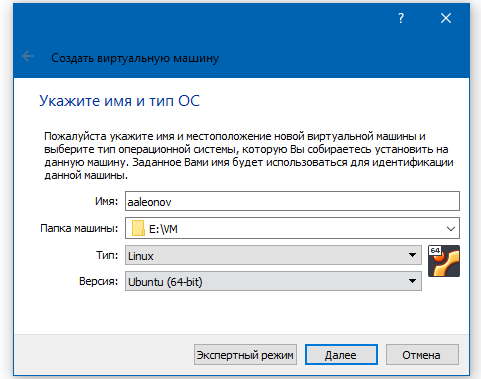 ?
Создать виртуальную машину
Укажите имя и тип ОС
Пожалуйста укажите имя и местоположение новой виртуальной машины и
выберите тип операционной системы, которую Вы собираетесь установить на
данную машину. Заданное Вами имя будет использоваться для идентификации
данной машины.
Имя: aaleonov
Папка машины: E:\VM
Тип: Linux
64
Версия: Ubuntu (64-bit)
Экспертный режим Далее Отмена